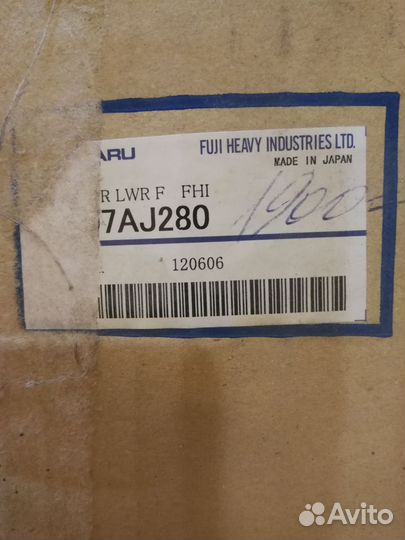 ARU FUJI HEAVY INDUSTRIES LTD.
MADE IN JAPAN
R LWR F FHI
7AJ280
1900=
120606
Avito